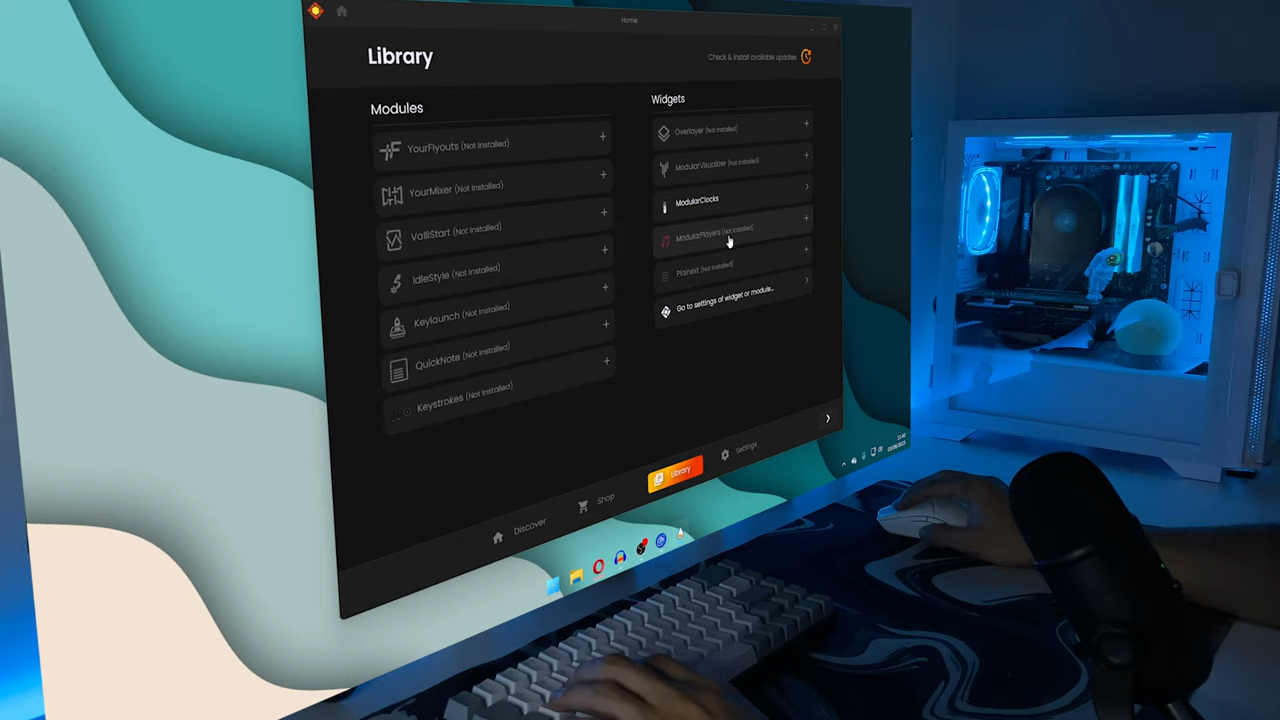 Home
Library
Check & Install available updates
Modules
YourFlyouts (Not Installed)
YourMixer (Not Installed)
ValliStart (Not Installed)
IdleStyle (Not Installed)
Keylaunch (Not Installed)
QuickNote (Not Installed)
Keystrokes (Not Installed)
Widgets
Overlayer (Not Installed)
ModularVisualizer (Not Installed)
ModularClocks
ModularPlayers (Not Installed)
Plainext (Not Installed)
Go to settings of widget or module...
Discover
Shop
Library
Settings